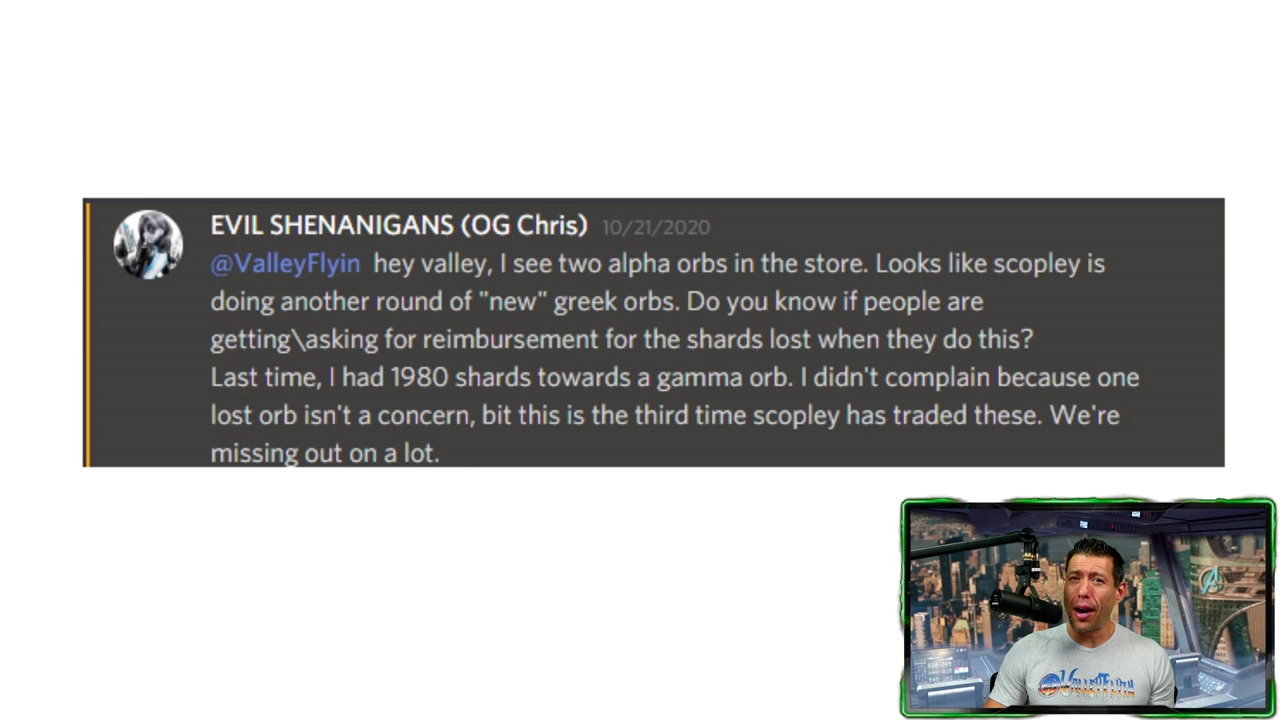 EVIL SHENANIGANS (OG Chris) 10/21/2020
@ValleyFlyin hey valley, I see two alpha orbs in the store. Looks like scopley is
doing another round of "new" greek orbs. Do you know if people are
getting\asking for reimbursement for the shards lost when they do this?
Last time, I had 1980 shards towards a gamma orb. I didn't complain because one
lost orb isn't a concern, bit this is the third time scopley has traded these. We're
missing out on a lot.
VALLEYFLYIN